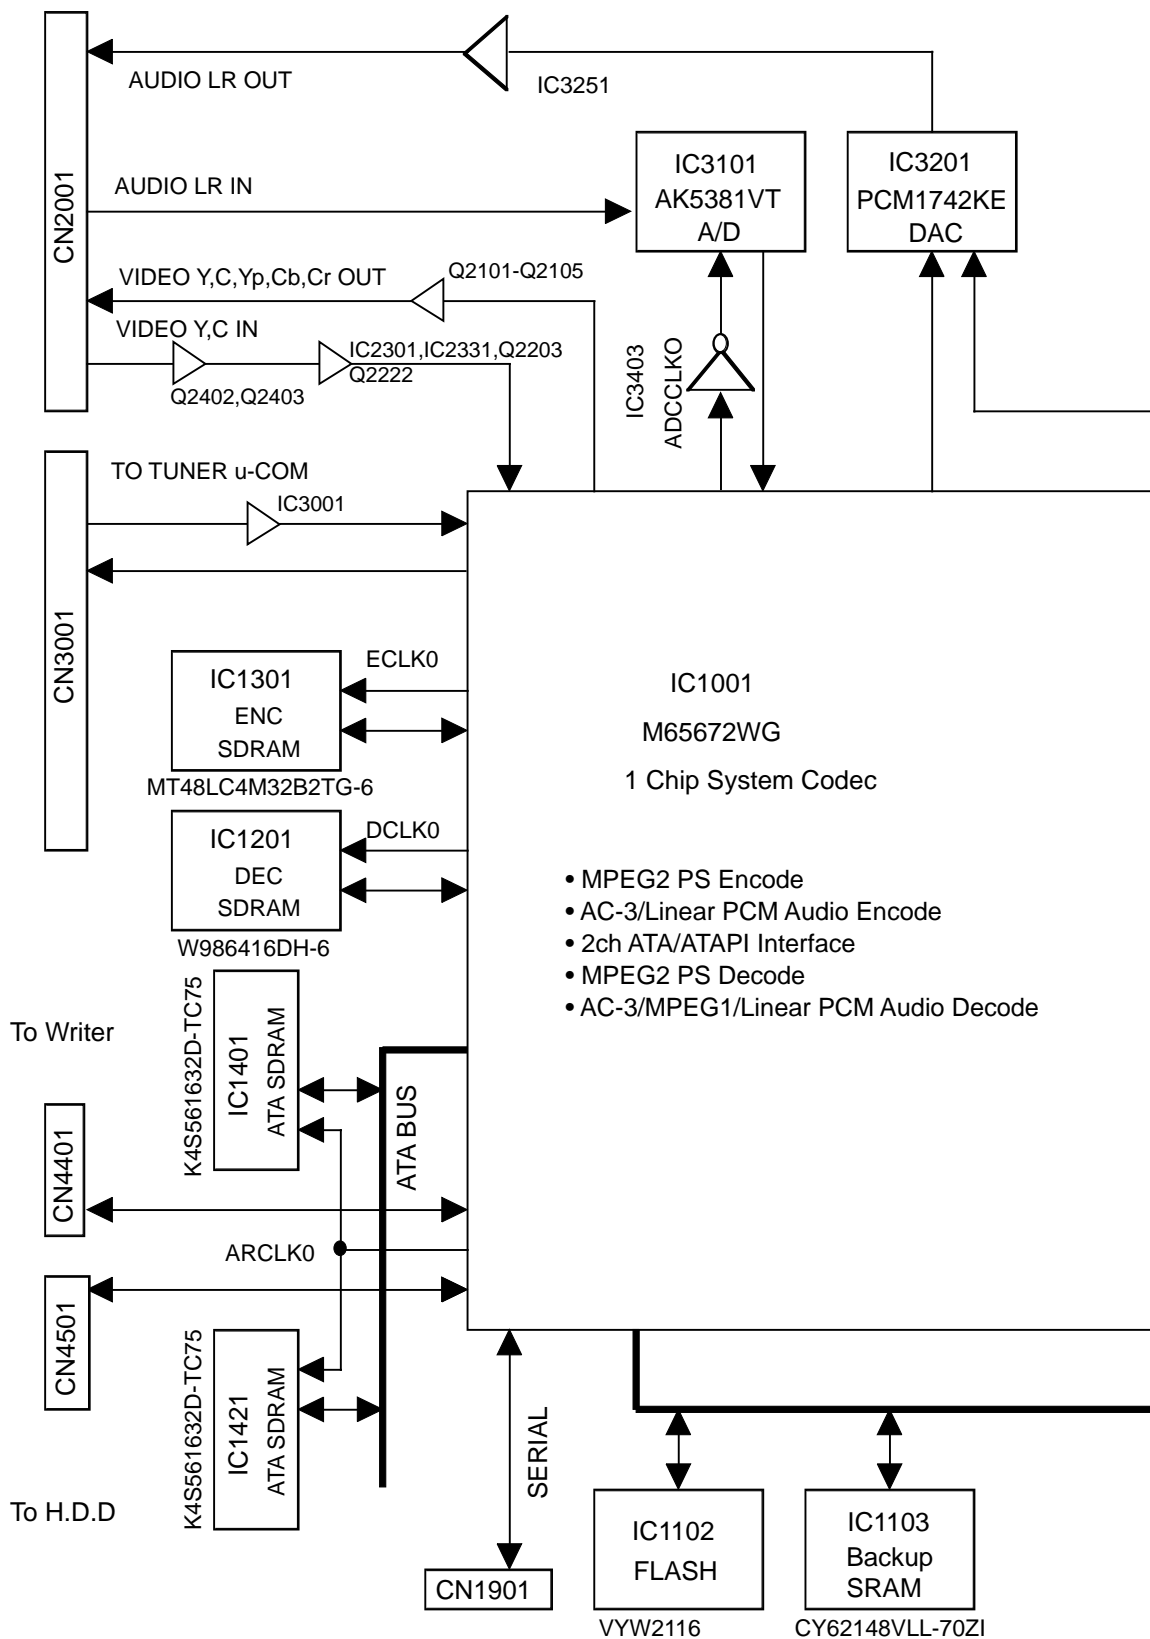 CN2001
AUDIO LR OUT
IC3251
IC3101
AK5381VT
A/D
IC3201
PCM1742KE
DAC
AUDIO LR IN
VIDEO Y,C,Yp,Cb,Cr OUT
Q2101-Q2105
VIDEO Y,C IN
IC2301,IC2331,Q2203
Q2222
Q2402,Q2403
IC3403
ADCCLKO
CN3001
TO TUNER u-COM
IC3001
IC1301
ENC
SDRAM
MT48LC4M32B2TG-6
ECLK0
IC1201
DEC
SDRAM
W986416DH-6
DCLK0
IC1001
M65672WG
1 Chip System Codec
• MPEG2 PS Encode
• AC-3/Linear PCM Audio Encode
• 2ch ATA/ATAPI Interface
• MPEG2 PS Decode
• AC-3/MPEG1/Linear PCM Audio Decode
To Writer
K4S561632D-TC75
IC1401
ATA SDRAM
ATA BUS
CN4401
ARCLK0
CN4501
K4S561632D-TC75
IC1421
ATA SDRAM
To H.D.D
SERIAL
CN1901
IC1102
FLASH
VYW2116
IC1103
Backup
SRAM
CY62148VLL-70ZI